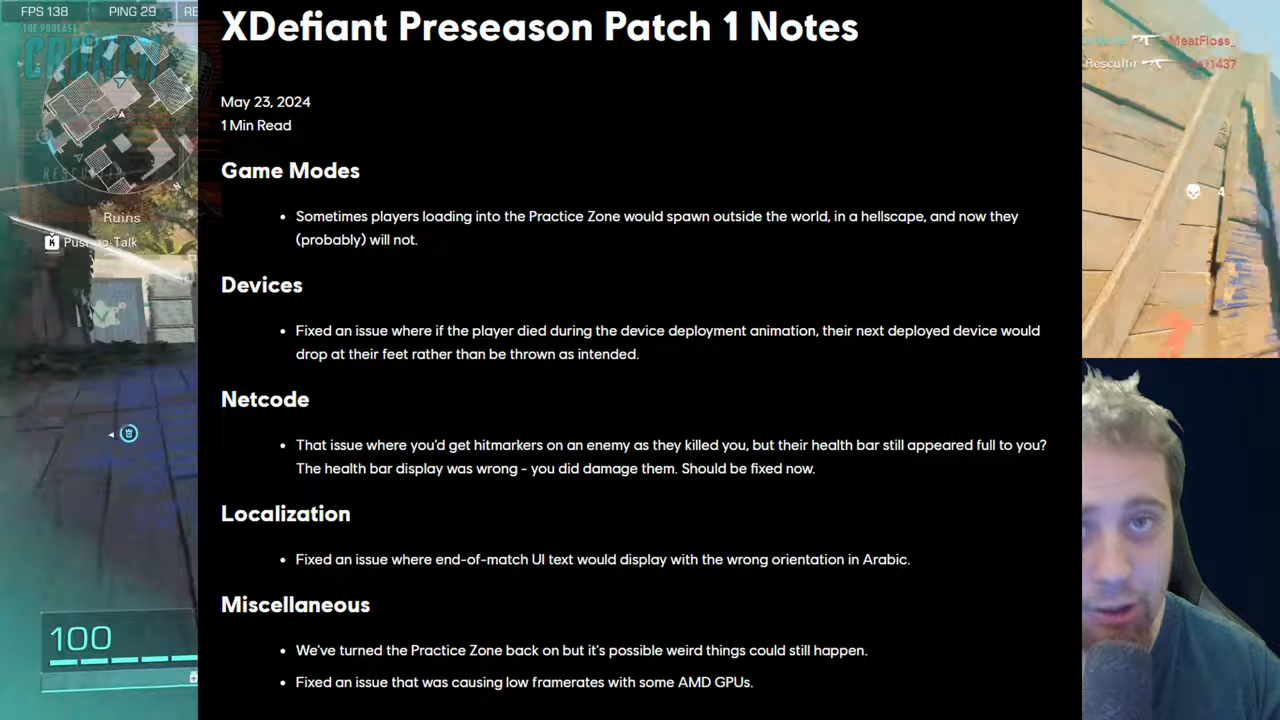 FPS 138 PING 29 RE
THE PODCAST
CRUNCH
XDefiant Preseason Patch 1 Notes
MeatFloss_
Rescultir
1437
May 23, 2024
1 Min Read
Game Modes
Sometimes players loading into the Practice Zone would spawn outside the world, in a hellscape, and now they
(probably) will not.
4
Ruins
K Push-to-Talk
Devices
Fixed an issue where if the player died during the device deployment animation, their next deployed device would
drop at their feet rather than be thrown as intended.
Netcode
That issue where you'd get hitmarkers on an enemy as they killed you, but their health bar still appeared full to you?
The health bar display was wrong - you did damage them. Should be fixed now.
Localization
Fixed an issue where end-of-match UI text would display with the wrong orientation in Arabic.
Miscellaneous
We've turned the Practice Zone back on but it's possible weird things could still happen.
Fixed an issue that was causing low framerates with some AMD GPUs.
100